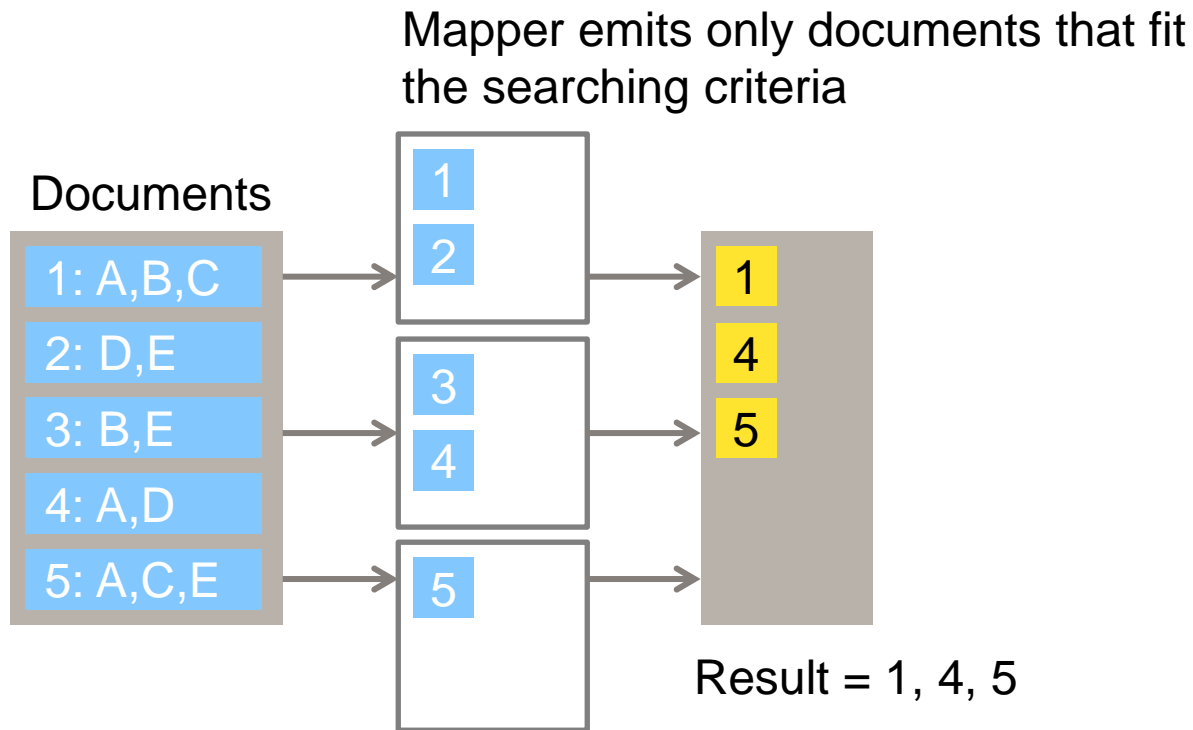 Mapper emits only documents that fit
the searching criteria
Documents
1: A,B,C
2: D,E
3: B,E
4: A,D
5: A,C,E
1
2
3
4
5
1
4
5
Result = 1, 4, 5